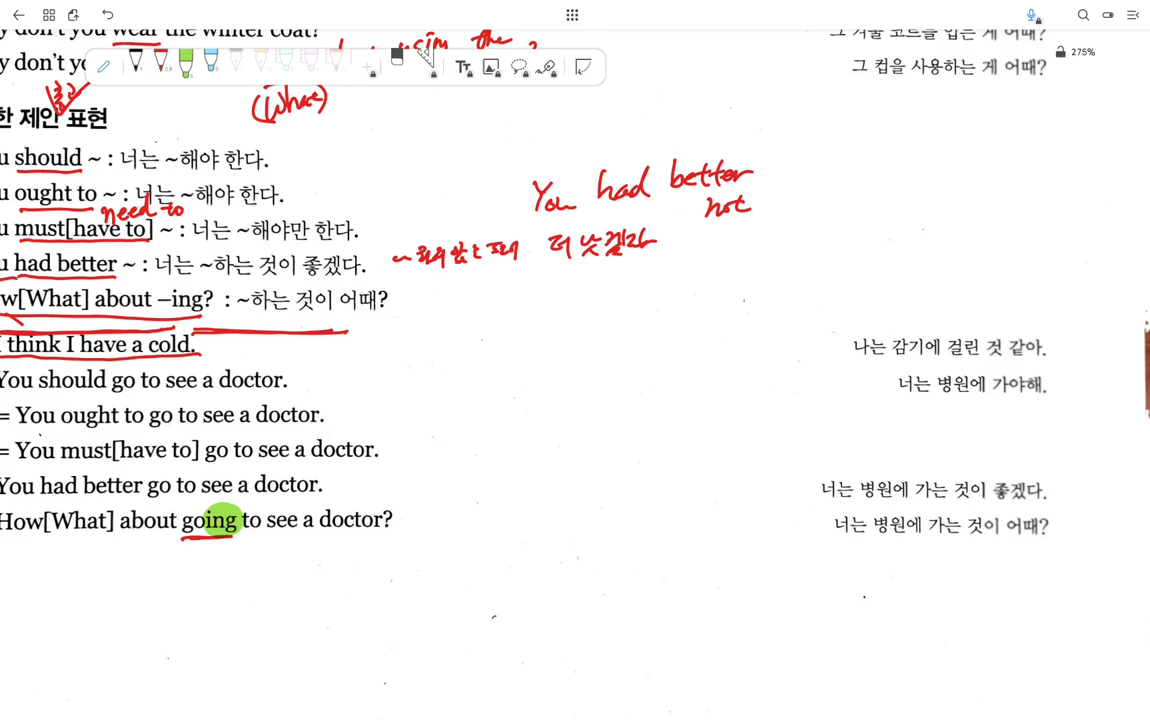 y don't you wear the winter coat?
그 겨울 코트를 입는 게 어때?
the ?
y don't yo
그 컵을 사용하는 게 어때?
275%
(What)
한 제안 표현
u should ~ : 너는 ~해야 한다.
u ought to ~ : 너는 ~해야 한다.
need to
u must[have to] ~ : 너는 ~해야만 한다.
You had better
not
u had better ~ : 너는 ~하는 것이 좋겠다.
더 낫겠다
w[What] about –ing? : ~하는 것이 어때?
I think I have a cold.
나는 감기에 걸린 것 같아.
You should go to see a doctor.
너는 병원에 가야해.
= You ought to go to see a doctor.
= You must[have to] go to see a doctor.
You had better go to see a doctor.
너는 병원에 가는 것이 좋겠다.
How[What] about going to see a doctor?
너는 병원에 가는 것이 어때?